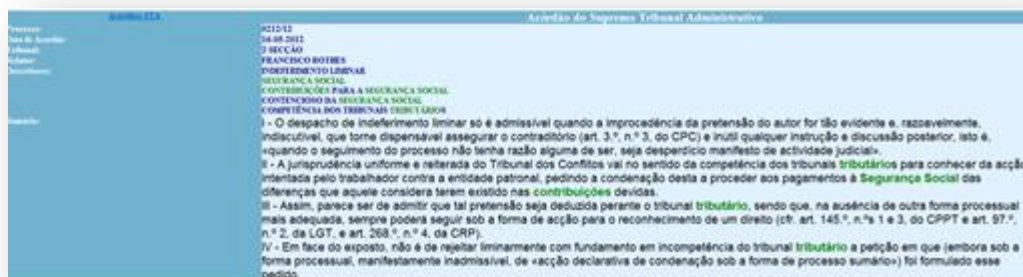 Acórdãos STA
Acórdão do Supremo Tribunal Administrativo
Processo:
0212/12
Data do Acordão:
16-05-2012
Tribunal:
2 SECÇÃO
Relator:
FRANCISCO ROTHES
Descritores:
INDEFERIMENTO LIMINAR
SEGURANÇA SOCIAL
CONTRIBUIÇÕES PARA A SEGURANÇA SOCIAL
CONTENCIOSO DA SEGURANÇA SOCIAL
COMPETÊNCIA DOS TRIBUNAIS TRIBUTÁRIOS
Sumário:
I - O despacho de indeferimento liminar só é admissível quando a improcedência da pretensão do autor for tão evidente e, razoavelmente,
indiscutível, que torne dispensável assegurar o contraditório (art. 3.º, n.º 3, do CPC) e inútil qualquer instrução e discussão posterior, isto é,
«quando o seguimento do processo não tenha razão alguma de ser, seja desperdício manifesto de actividade judicial».
II - A jurisprudência uniforme e reiterada do Tribunal dos Conflitos vai no sentido da competência dos tribunais tributários para conhecer da acção
intentada pelo trabalhador contra a entidade patronal, pedindo a condenação desta a proceder aos pagamentos à Segurança Social das
diferenças que aquele considera terem existido nas contribuições devidas.
III - Assim, parece ser de admitir que tal pretensão seja deduzida perante o tribunal tributário, sendo que, na ausência de outra forma processual
mais adequada, sempre poderá seguir sob a forma de acção para o reconhecimento de um direito (cfr. art. 145.º, n.ºs 1 e 3, do CPPT e art. 97.º,
n.º 2, da LGT, e art. 268.º, n.º 4, da CRP).
IV - Em face do exposto, não é de rejeitar liminarmente com fundamento em incompetência do tribunal tributário a petição em que (embora sob a
forma processual, manifestamente inadmissível, de «acção declarativa de condenação sob a forma de processo sumário») foi formulado esse
pedido.